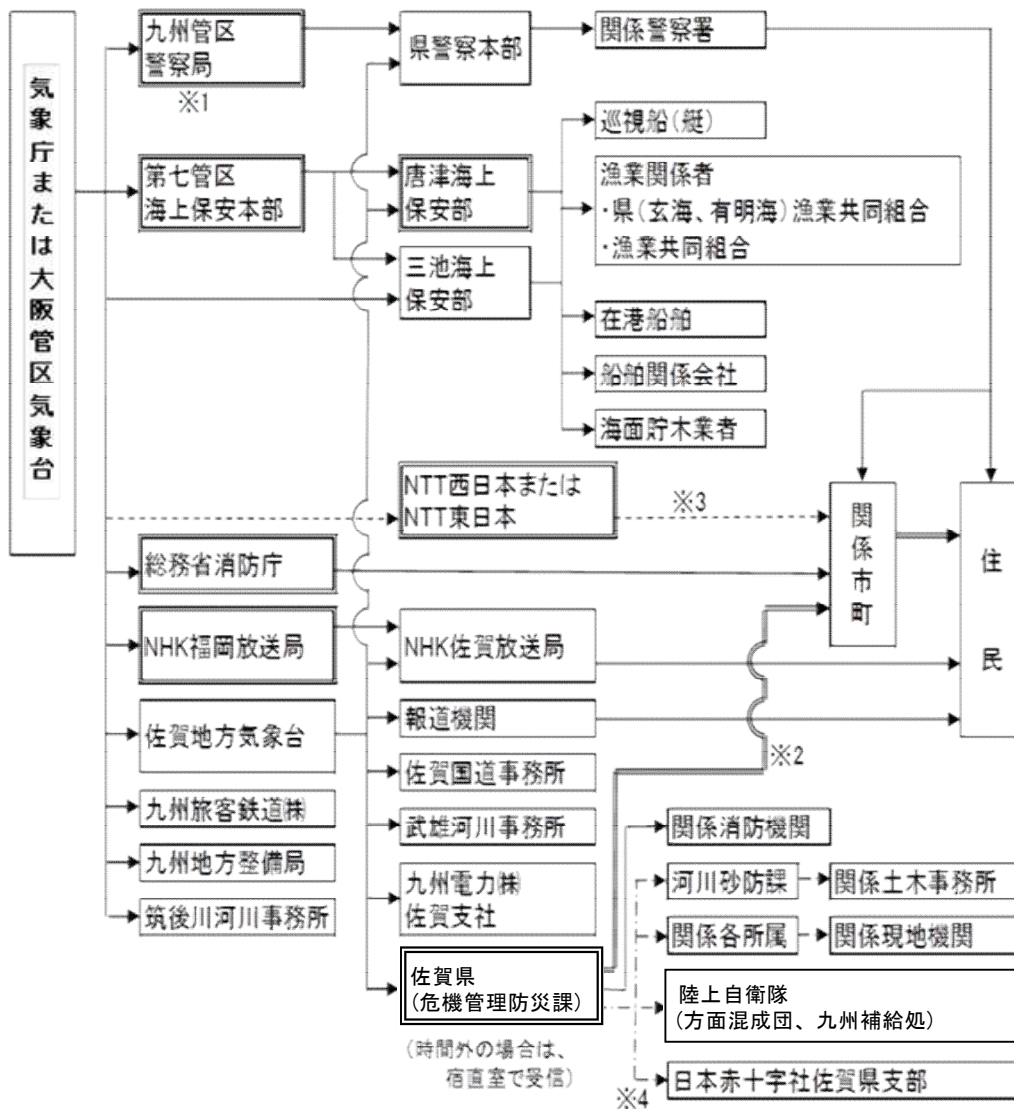 気象庁または大阪管区気象台
九州管区
警察局
※1
県警察本部
関係警察署
巡視船(艇)
第七管区
海上保安本部
唐津海上
保安部
漁業関係者
・県(玄海、有明海)漁業共同組合
・漁業共同組合
三池海上
保安部
在港船舶
船舶関係会社
海面貯木業者
NTT西日本または
NTT東日本
※3
関係市町
住民
総務省消防庁
NHK福岡放送局
NHK佐賀放送局
佐賀地方気象台
報道機関
※2
佐賀国道事務所
九州旅客鉄道㈱
武雄河川事務所
関係消防機関
九州地方整備局
九州電力㈱
佐賀支社
河川砂防課
関係土木事務所
筑後川河川事務所
関係各所属
関係現地機関
佐賀県
(危機管理防災課)
陸上自衛隊
(方面混成団、九州補給処)
(時間外の場合は、
宿直室で受信)
※4
日本赤十字社佐賀県支部